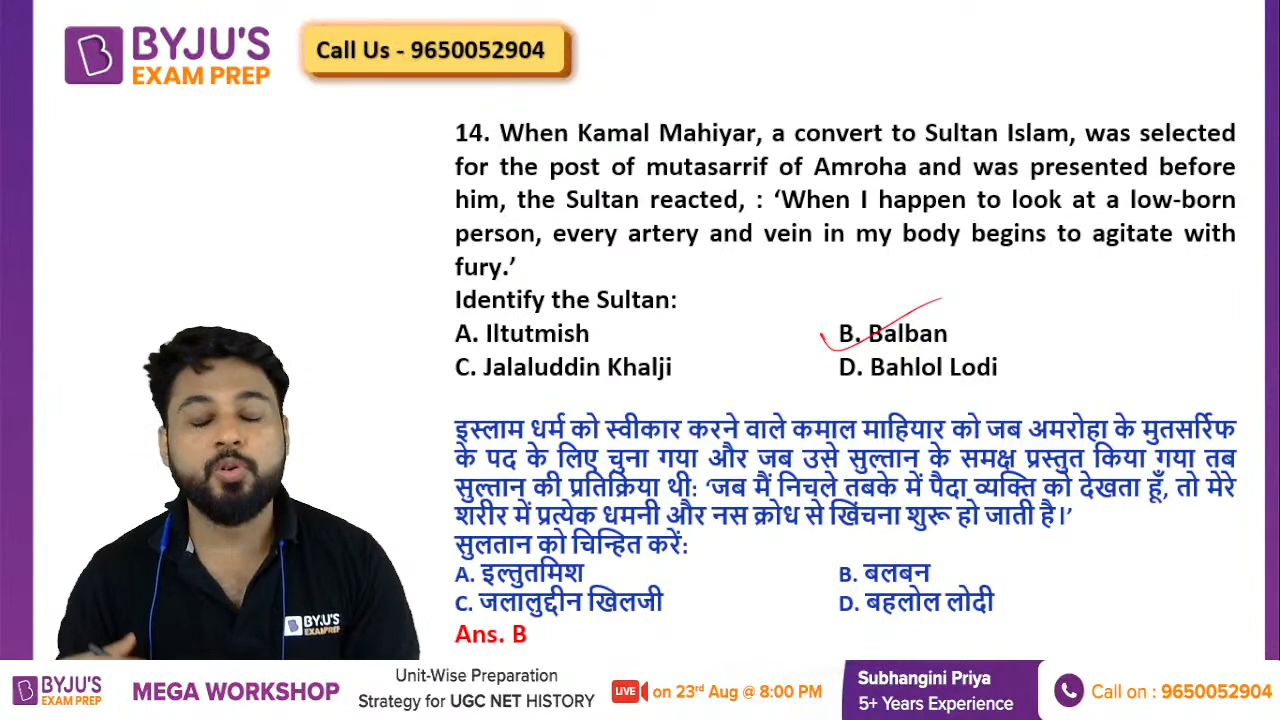 BYJU'S
EXAM PREP
Call Us - 9650052904
14. When Kamal Mahiyar, a convert to Sultan Islam, was selected
for the post of mutasarrif of Amroha and was presented before
him, the Sultan reacted, : ‘When I happen to look at a low-born
person, every artery and vein in my body begins to agitate with
fury.’
Identify the Sultan:
A. Iltutmish B. Balban
C. Jalaluddin Khalji D. Bahlol Lodi
इस्लाम धर्म को स्वीकार करने वाले कमाल माहियार को जब अमरोहा के मुतसर्रिफ
के पद के लिए चुना गया और जब उसे सुल्तान के समक्ष प्रस्तुत किया गया तब
सुल्तान की प्रतिक्रिया थी: ‘जब मैं निचले तबके में पैदा व्यक्ति को देखता हूँ, तो मेरे
शरीर में प्रत्येक धमनी और नस क्रोध से खिंचना शुरू हो जाती है।’
सुलतान को चिन्हित करें:
A. इल्तुतमिश B. बलबन
C. जलालुद्दीन खिलजी D. बहलोल लोदी
Ans. B
BYJU'S
EXAMPREP
BYJU'S
EXAM PREP
MEGA WORKSHOP
Unit-Wise Preparation
Strategy for UGC NET HISTORY
LIVE on 23rd Aug @ 8:00 PM
Subhangini Priya
5+ Years Experience
Call on : 9650052904